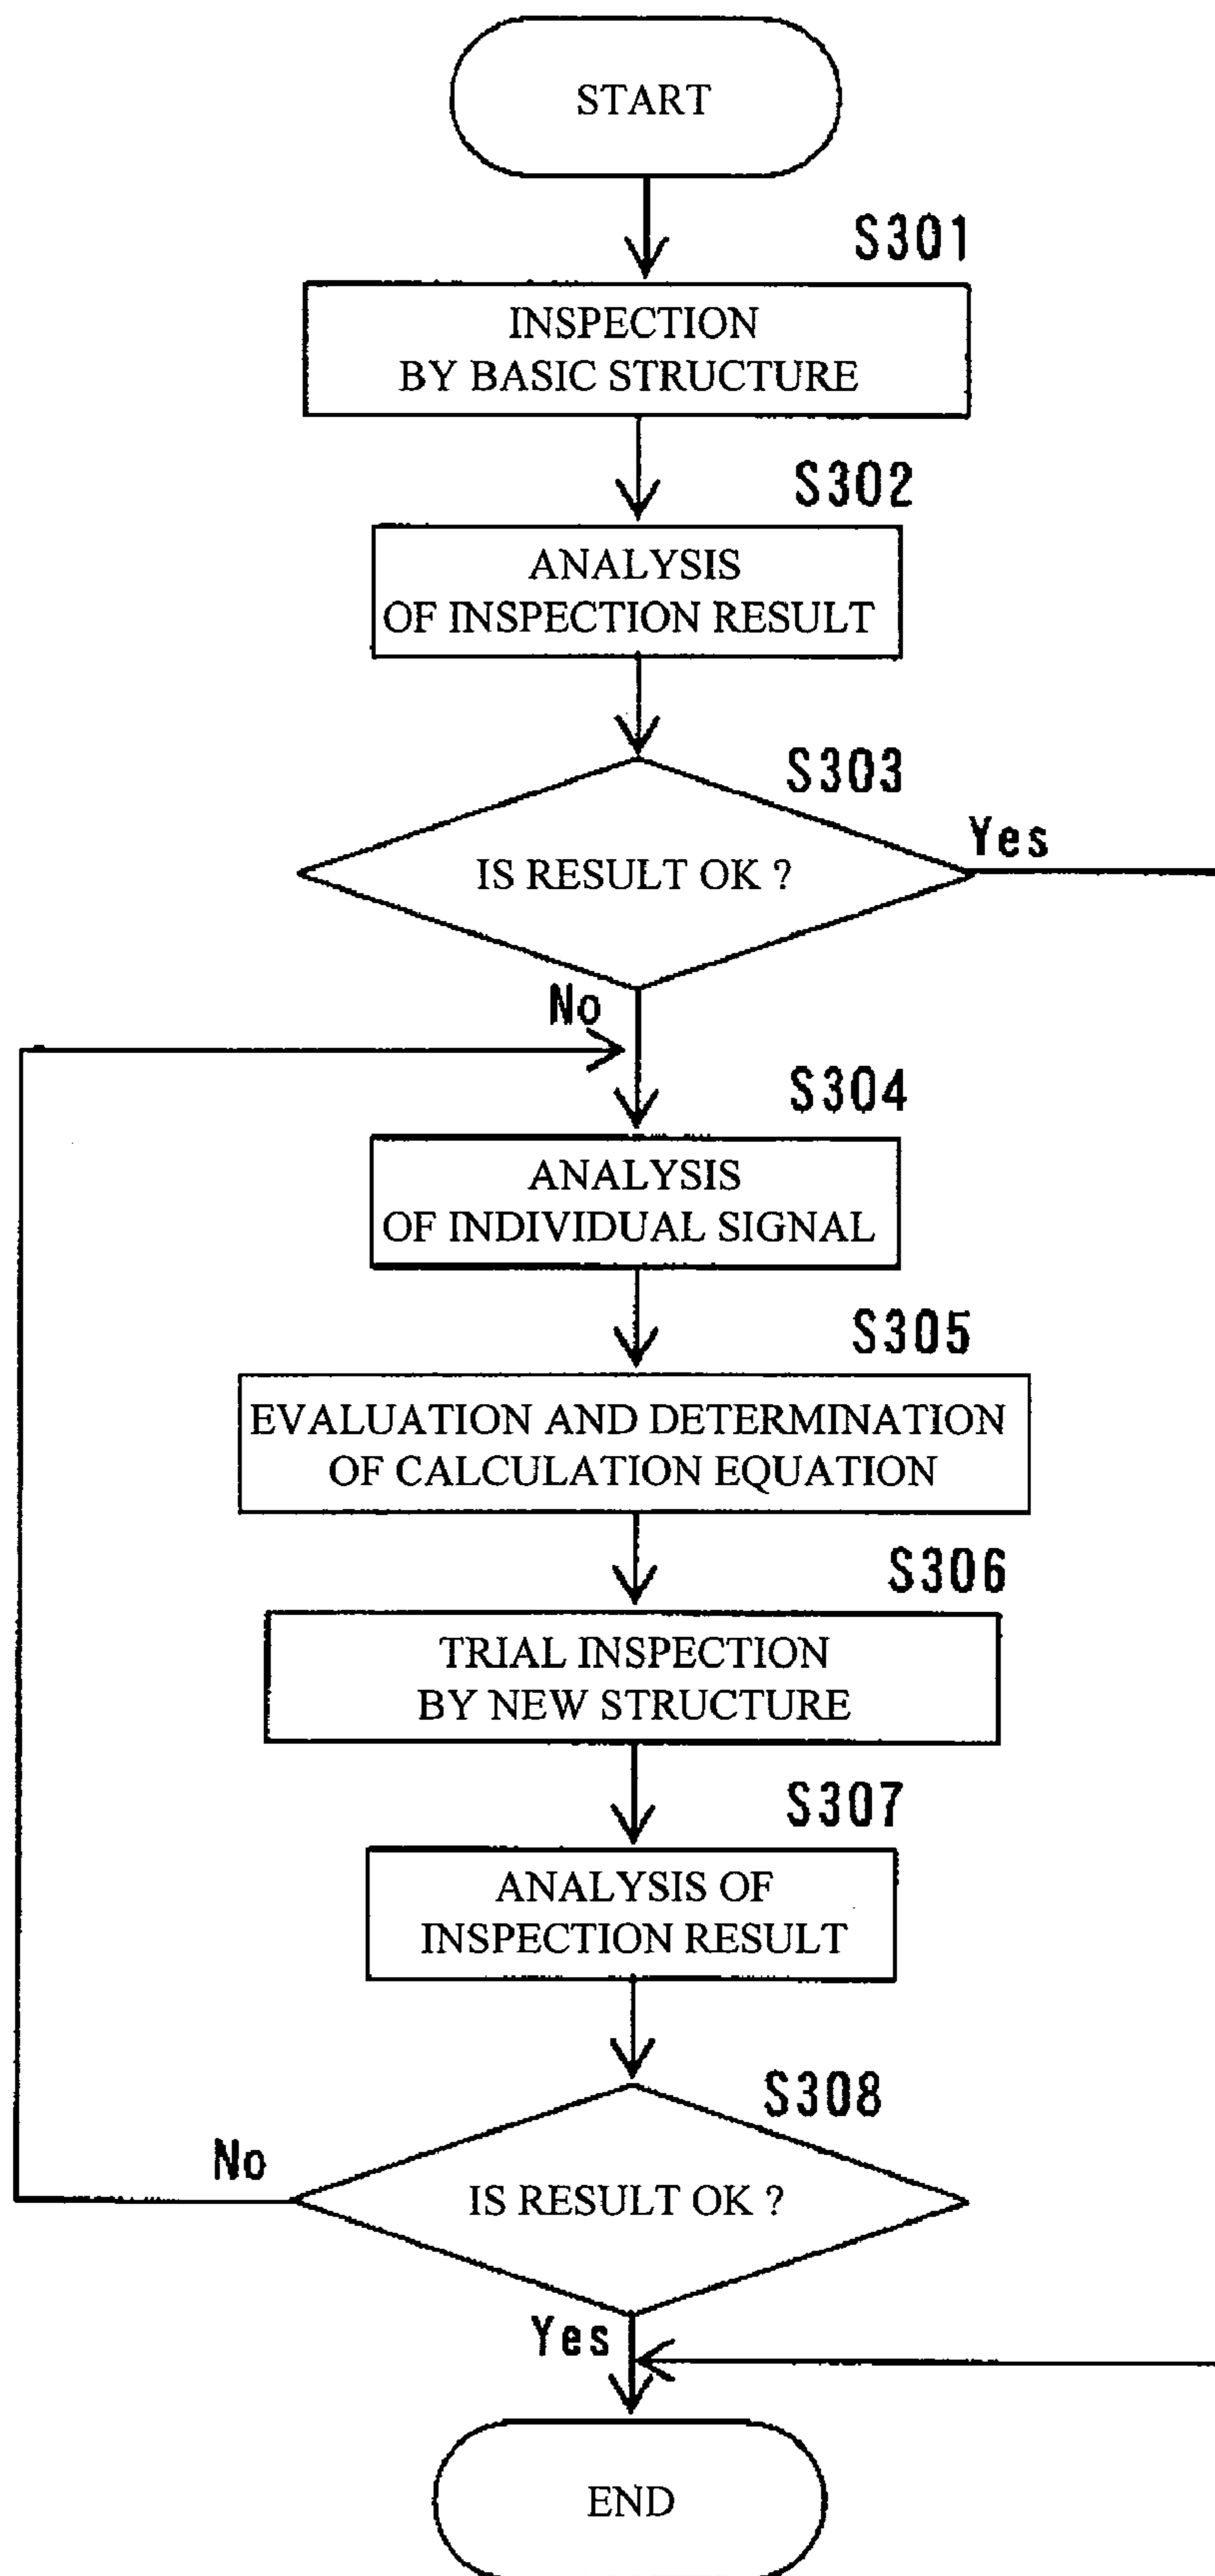 START
S301
INSPECTION
BY BASIC STRUCTURE
S302
ANALYSIS
OF INSPECTION RESULT
S303
IS RESULT OK ?
Yes
No
S304
ANALYSIS
OF INDIVIDUAL SIGNAL
S305
EVALUATION AND DETERMINATION
OF CALCULATION EQUATION
S306
TRIAL INSPECTION
BY NEW STRUCTURE
S307
ANALYSIS OF
INSPECTION RESULT
S308
No
IS RESULT OK ?
Yes
END